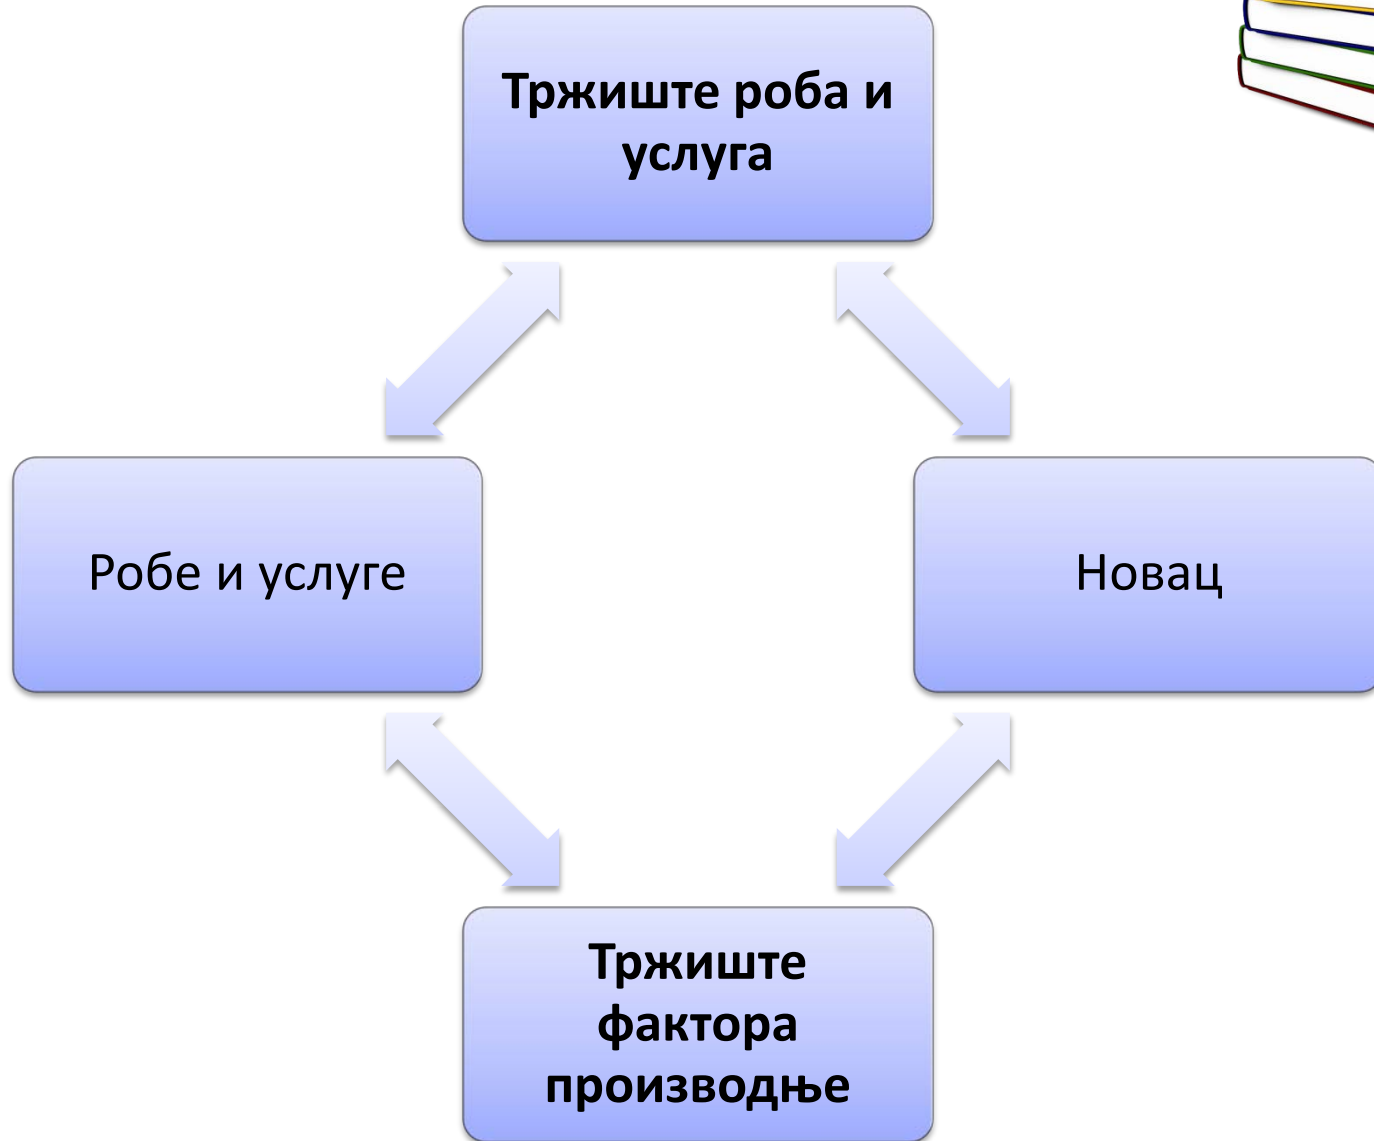 Тржиште роба и
услуга
Робе и услуге
Новац
Тржиште
фактора
производње